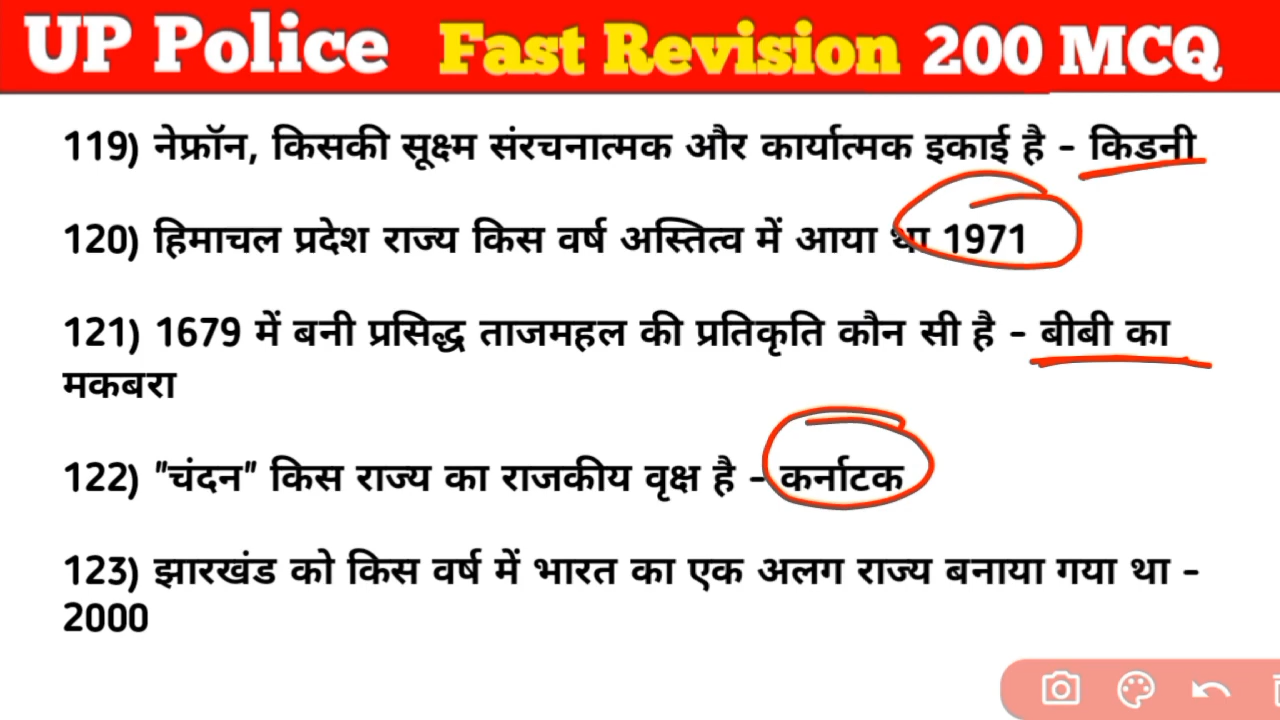 UP Police Fast Revision 200 MCQ
119) नेफ्रॉन, किसकी सूक्ष्म संरचनात्मक और कार्यात्मक इकाई है - किडनी
120) हिमाचल प्रदेश राज्य किस वर्ष अस्तित्व में आया था 1971
121) 1679 में बनी प्रसिद्ध ताजमहल की प्रतिकृति कौन सी है - बीबी का
मकबरा
122) "चंदन" किस राज्य का राजकीय वृक्ष है - कर्नाटक
123) झारखंड को किस वर्ष में भारत का एक अलग राज्य बनाया गया था -
2000